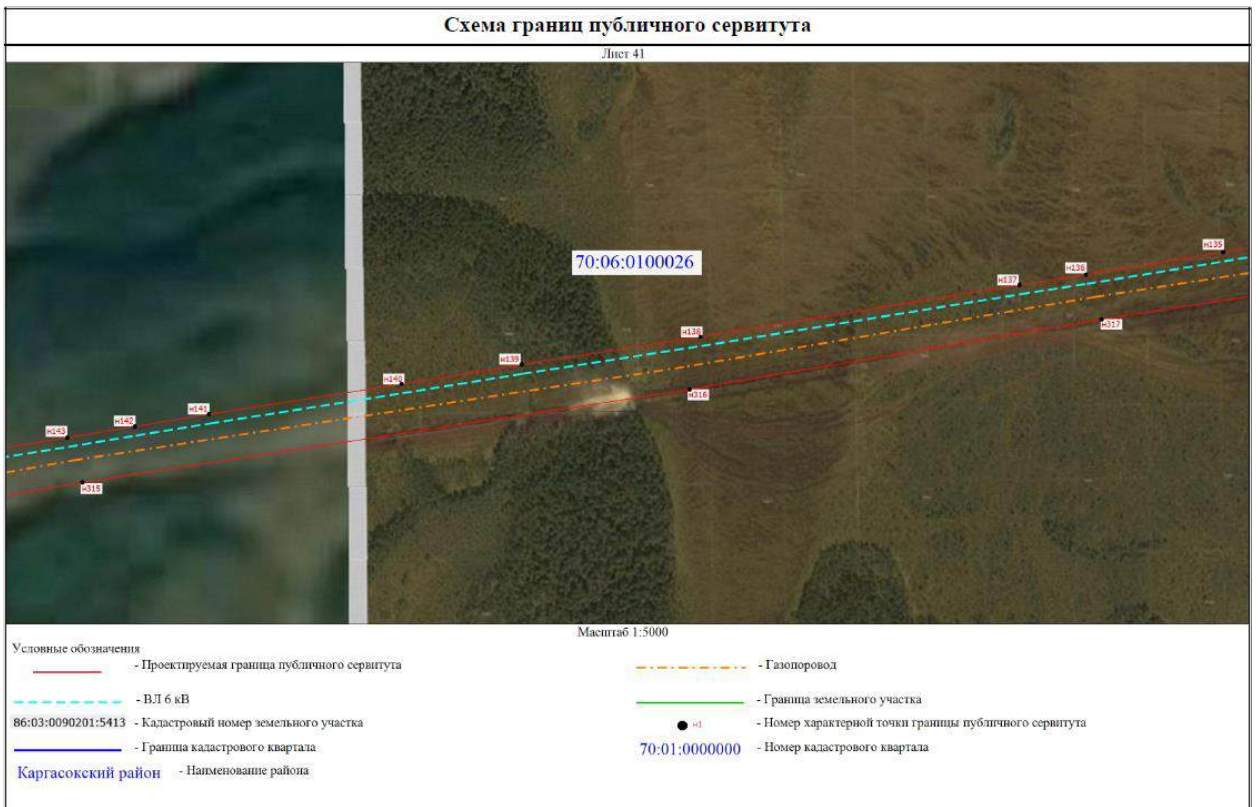 Схема границ публичного сервитута
Лист 41
70:06:0100026
н135
н136
н137
н138
н139
н140
н141
н142
н143
н317
н316
н315
Масштаб 1:5000
Условные обозначения
- Проектируемая граница публичного сервитута
- Газопоровод
- ВЛ 6 кВ
- Граница земельного участка
86:03:0090201:5413 - Кадастровый номер земельного участка
н1 - Номер характерной точки границы публичного сервитута
- Граница кадастрового квартала
70:01:0000000 - Номер кадастрового квартала
Каргасокский район - Наименование района